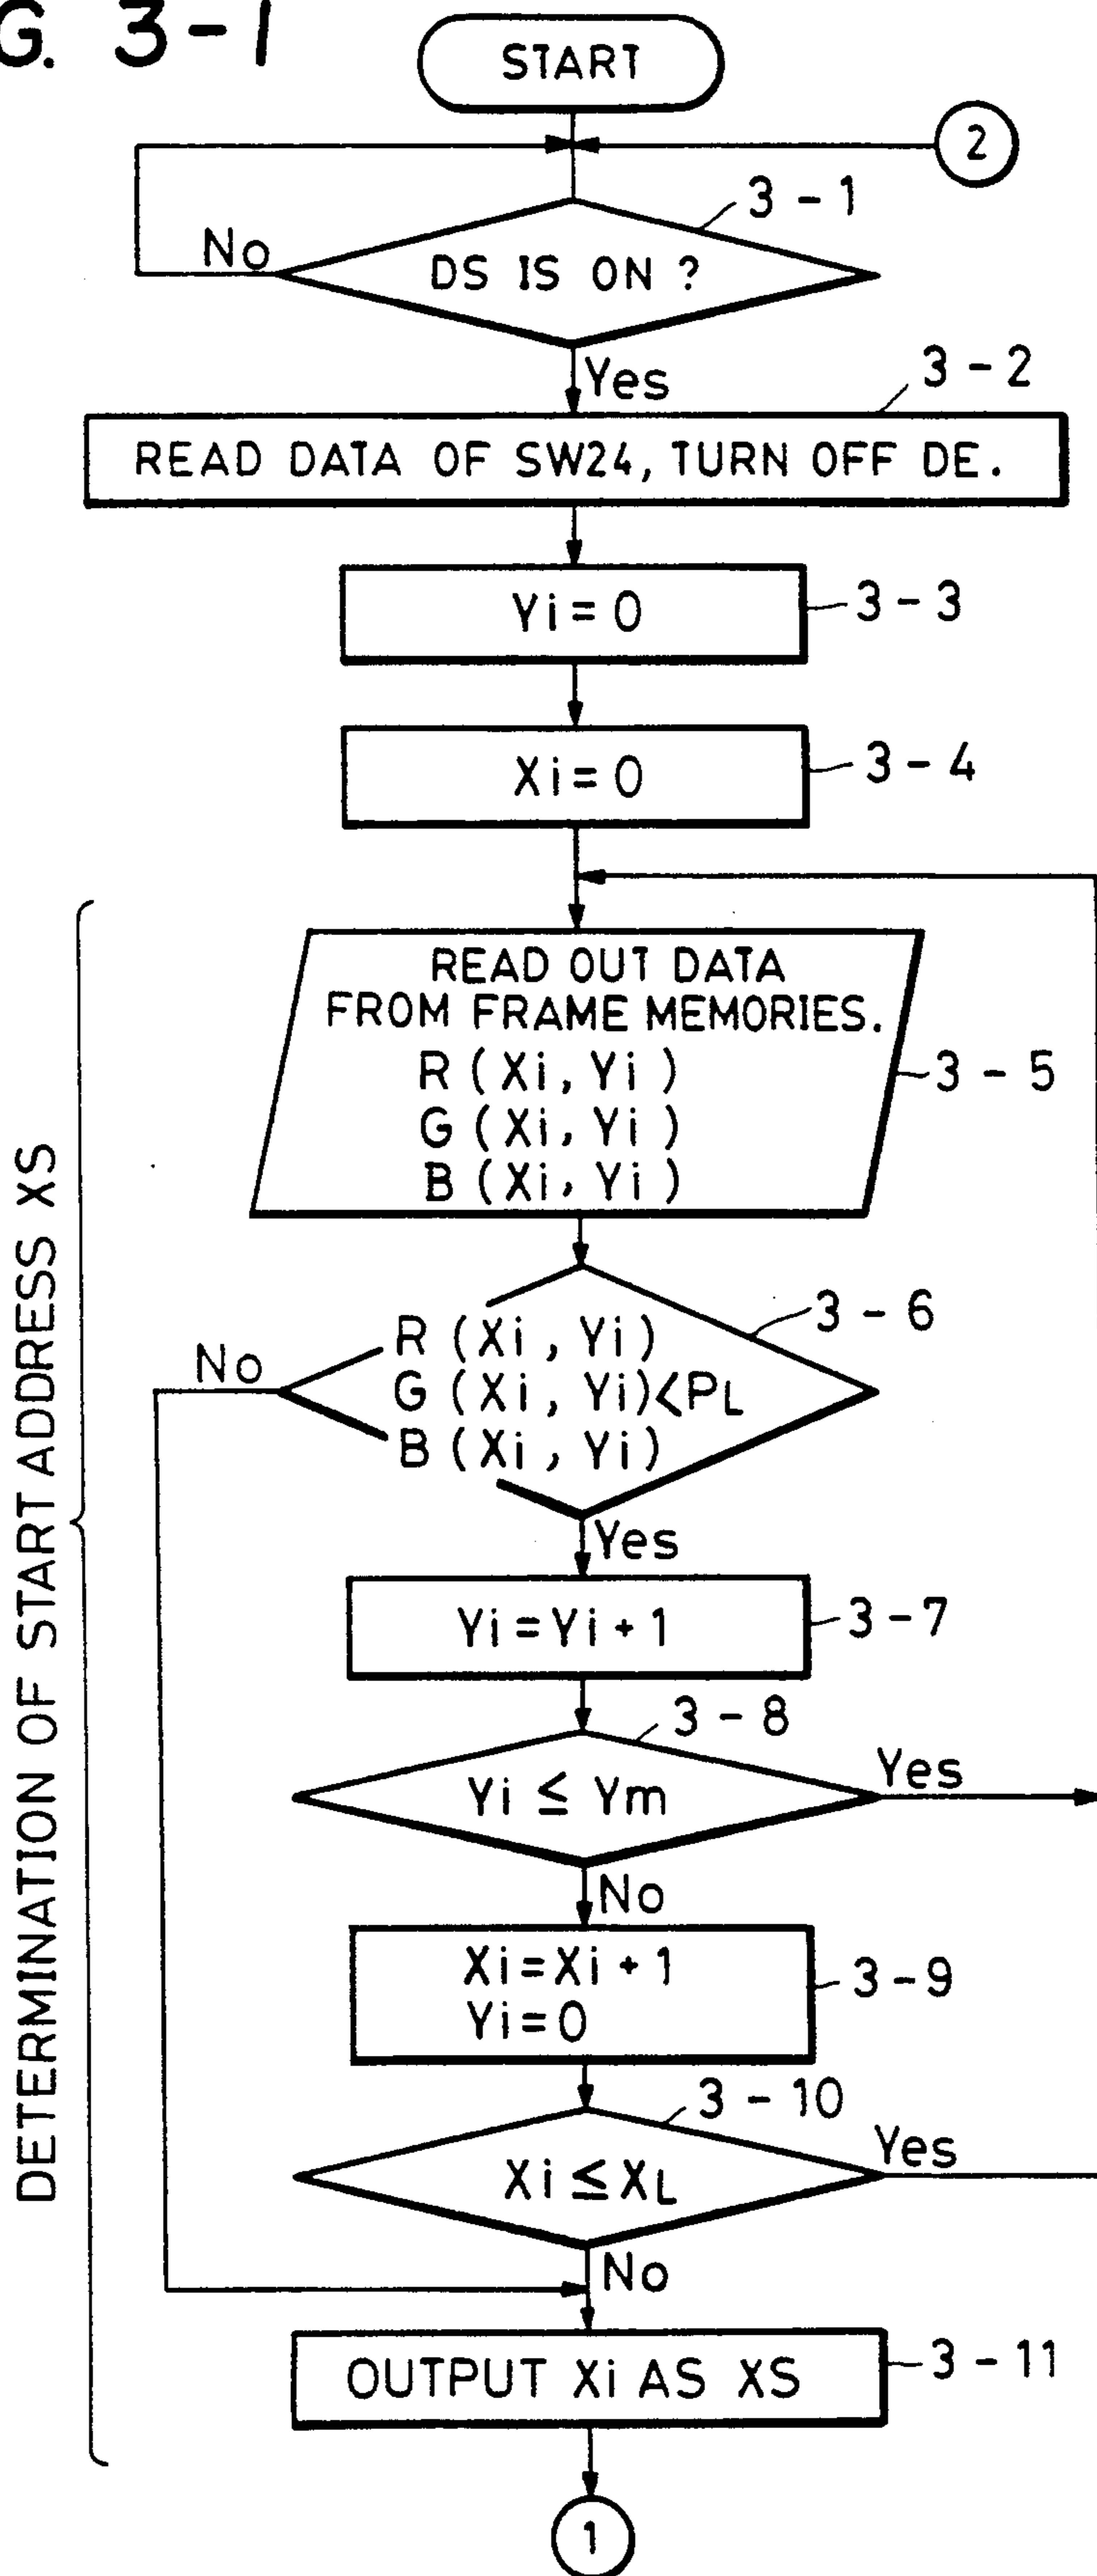 G. 3-1
START
2
3-1
No
DS IS ON ?
Yes
3-2
READ DATA OF SW24, TURN OFF DE.
Yi=0
3-3
Xi=0
3-4
READ OUT DATA
FROM FRAME MEMORIES.
R (Xi, Yi)
G (Xi, Yi)
B (Xi, Yi)
3-5
3-6
No
R (Xi, Yi)
G (Xi, Yi)<PL
B (Xi, Yi)
Yes
Yi=Yi+1
3-7
3-8
Yi ≤ Ym
Yes
No
Xi=Xi+1
Yi=0
3-9
3-10
Xi≤XL
Yes
No
OUTPUT Xi AS XS
3-11
1
DETERMINATION OF START ADDRESS XS